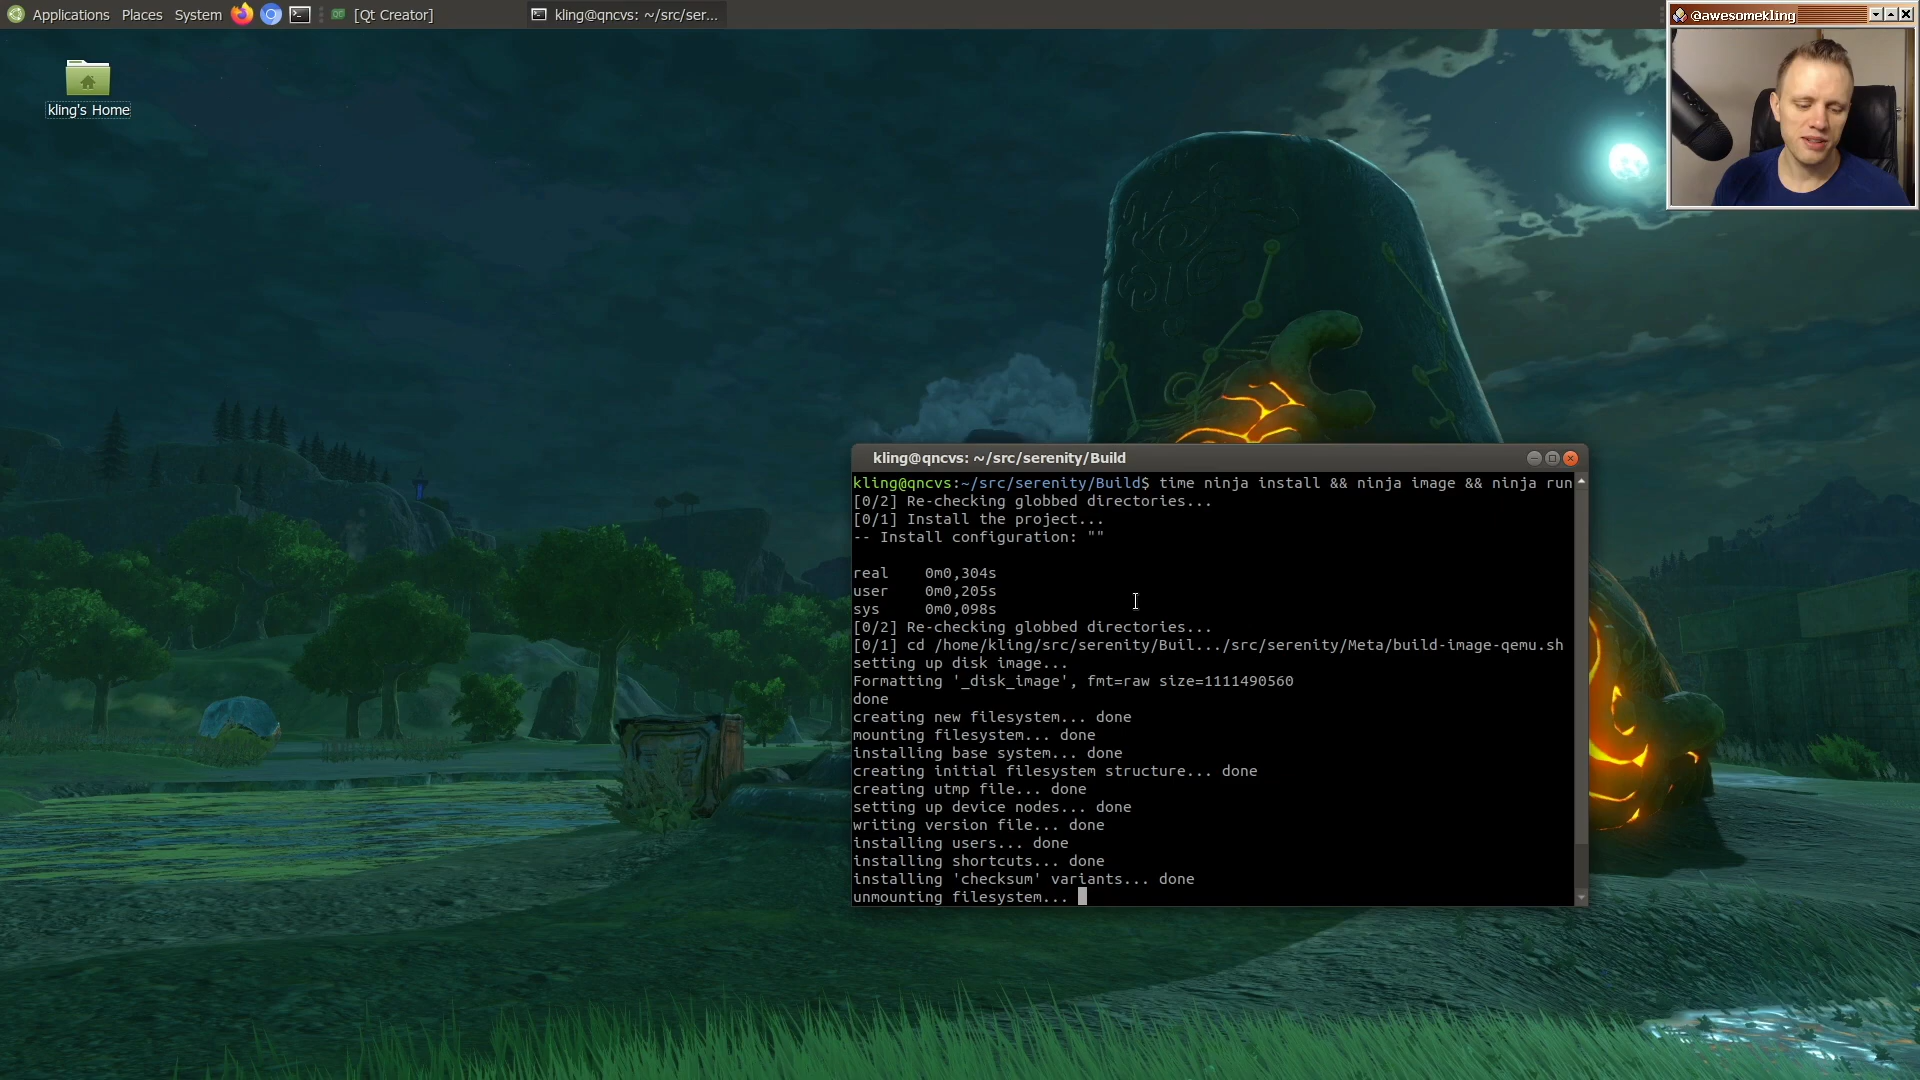 Applications Places System [Qt Creator] kling@qncvs: ~/src/ser...
@awesomekling
kling's Home
kling@qncvs: ~/src/serenity/Build
kling@qncvs:~/src/serenity/Build$ time ninja install && ninja image && ninja run
[0/2] Re-checking globbed directories...
[0/1] Install the project...
-- Install configuration: ""
real    0m0,304s
user    0m0,205s
sys     0m0,098s
[0/2] Re-checking globbed directories...
[0/1] cd /home/kling/src/serenity/Buil.../src/serenity/Meta/build-image-qemu.sh
setting up disk image...
Formatting '_disk_image', fmt=raw size=1111490560
done
creating new filesystem... done
mounting filesystem... done
installing base system... done
creating initial filesystem structure... done
creating utmp file... done
setting up device nodes... done
writing version file... done
installing users... done
installing shortcuts... done
installing 'checksum' variants... done
unmounting filesystem...